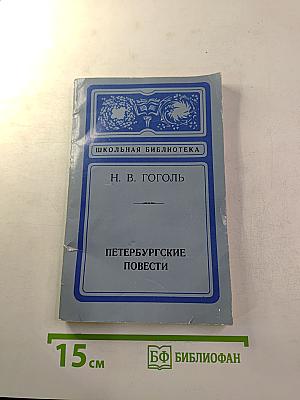 ШКОЛЬНАЯ БИБЛИОТЕКА
Н. В. ГОГОЛЬ
ПЕТЕРБУРГСКИЕ
ПОВЕСТИ
15 см
БФ БИБЛИОФАН